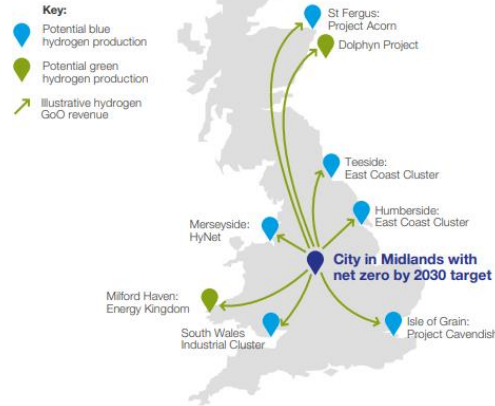 Key:
Potential blue
hydrogen production
Potential green
hydrogen production
Illustrative hydrogen
GoO revenue
St Fergus:
Project Acorn
Dolphyn Project
Teeside:
East Coast Cluster
Humberside:
East Coast Cluster
Merseyside:
HyNet
City in Midlands with
net zero by 2030 target
Milford Haven:
Energy Kingdom
South Wales
Industrial Cluster
Isle of Grain:
Project Cavendish